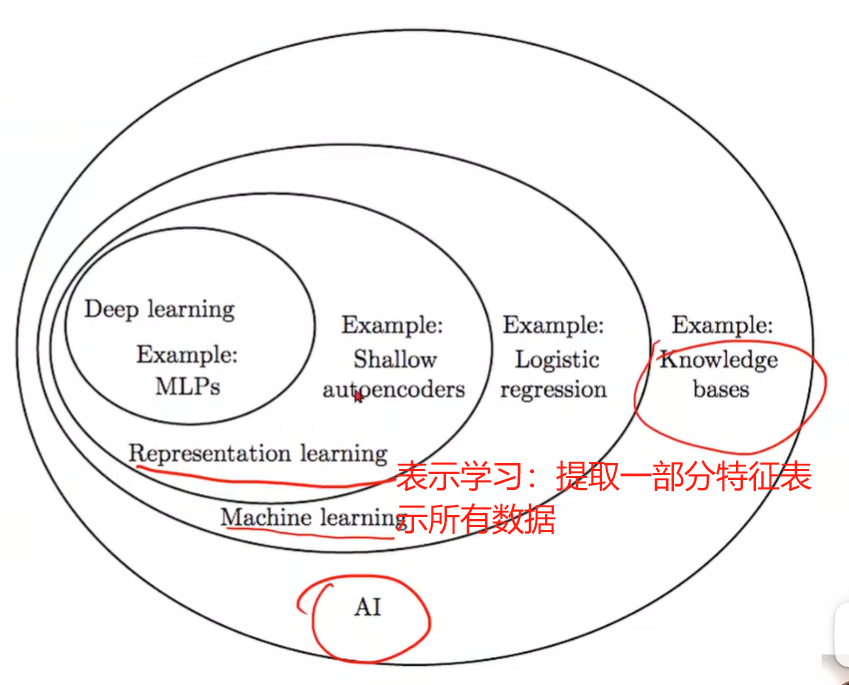 Deep learning
Example:
MLPs
Example:
Shallow
autoencoders
Example:
Logistic
regression
Example:
Knowledge
bases
Representation learning
表示学习：提取一部分特征表
示所有数据
Machine learning
AI